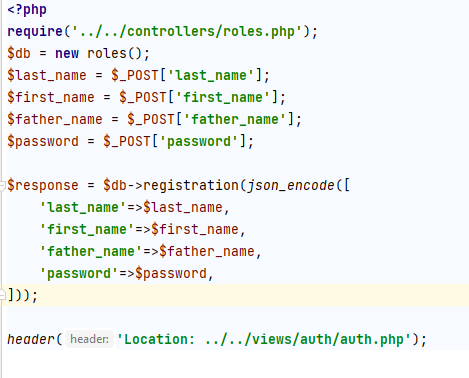 <?php
require('../../controllers/roles.php');
$db = new roles();
$last_name = $_POST['last_name'];
$first_name = $_POST['first_name'];
$father_name = $_POST['father_name'];
$password = $_POST['password'];
$response = $db->registration(json_encode([
    'last_name'=>$last_name,
    'first_name'=>$first_name,
    'father_name'=>$father_name,
    'password'=>$password,
]));
header( header: 'Location: ../../views/auth/auth.php');